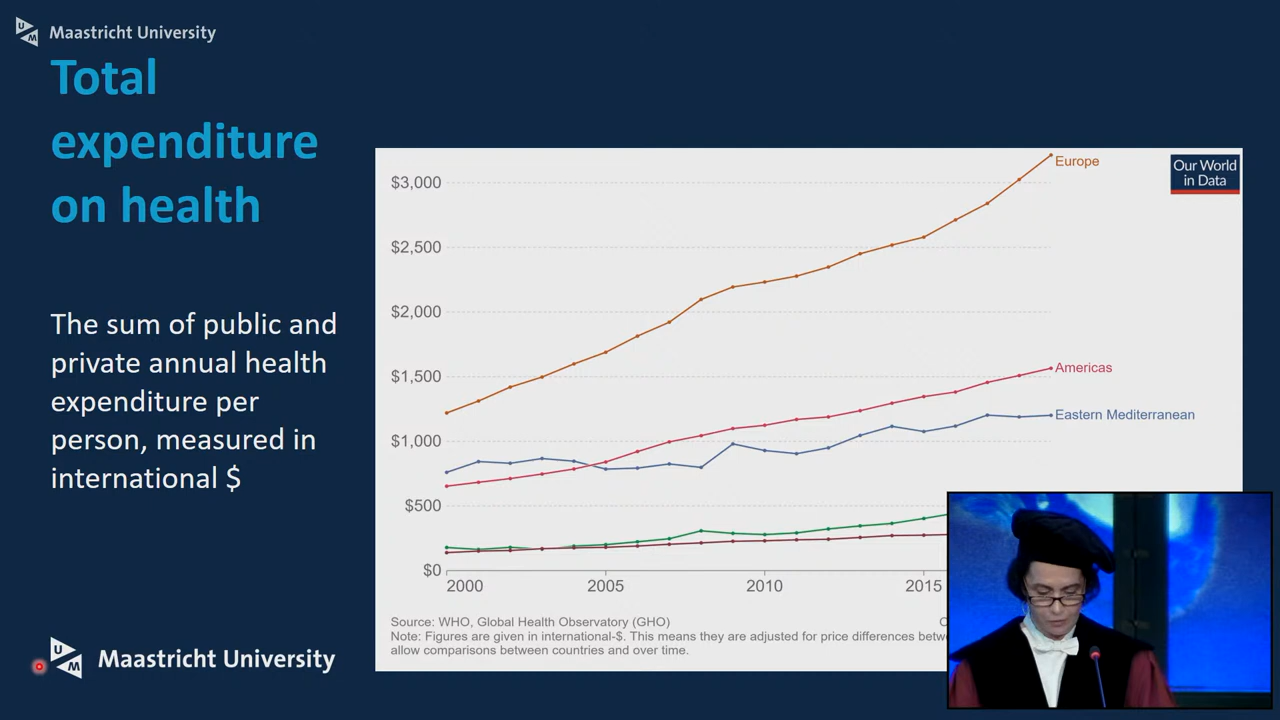 Maastricht University
Total
expenditure
on health
The sum of public and
private annual health
expenditure per
person, measured in
international $
Our World
in Data
Europe
$3,000
$2,500
$2,000
$1,500
Americas
Eastern Mediterranean
$1,000
$500
$0
2000 2005 2010 2015
Source: WHO, Global Health Observatory (GHO)
Note: Figures are given in international-$. This means they are adjusted for price differences
allow comparisons between countries and over time.
UM Maastricht University